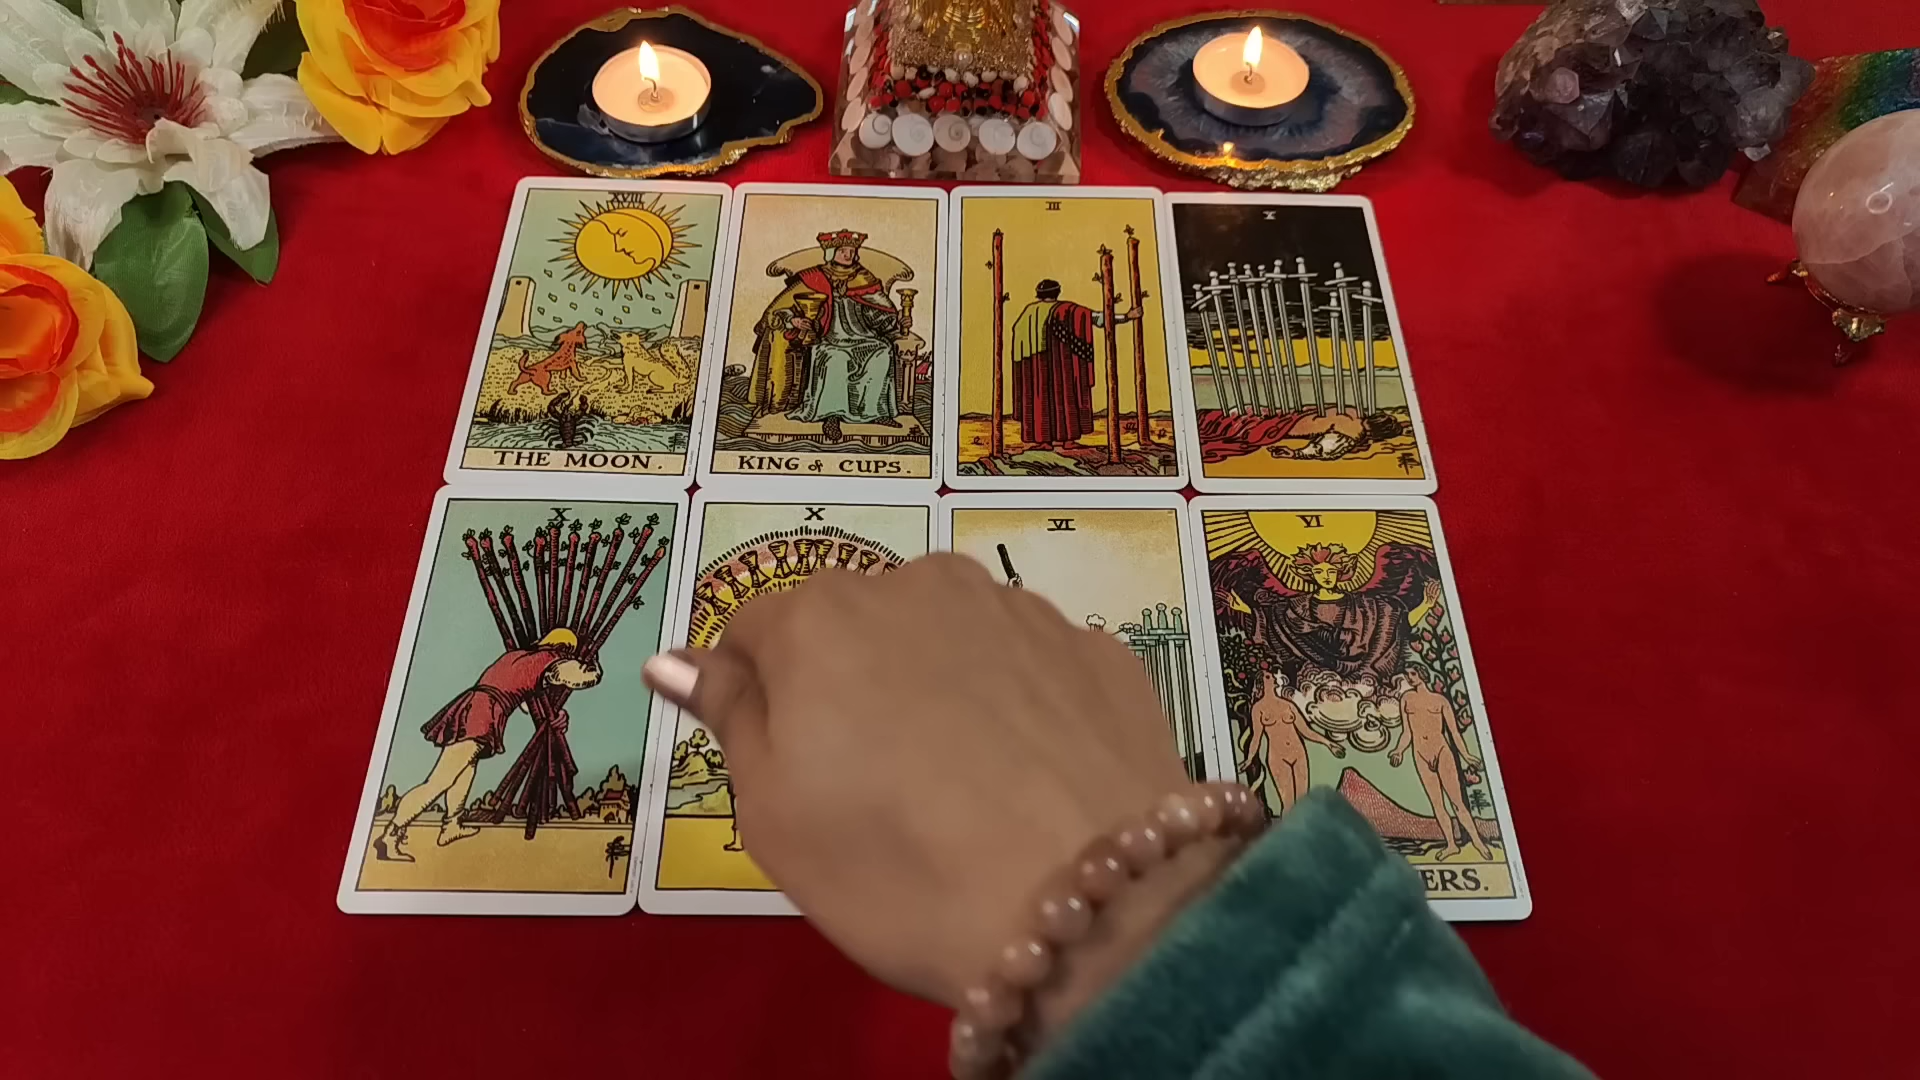 XVIII
THE MOON.
KING of CUPS.
III
X
X
X
VI
VI
ERS.